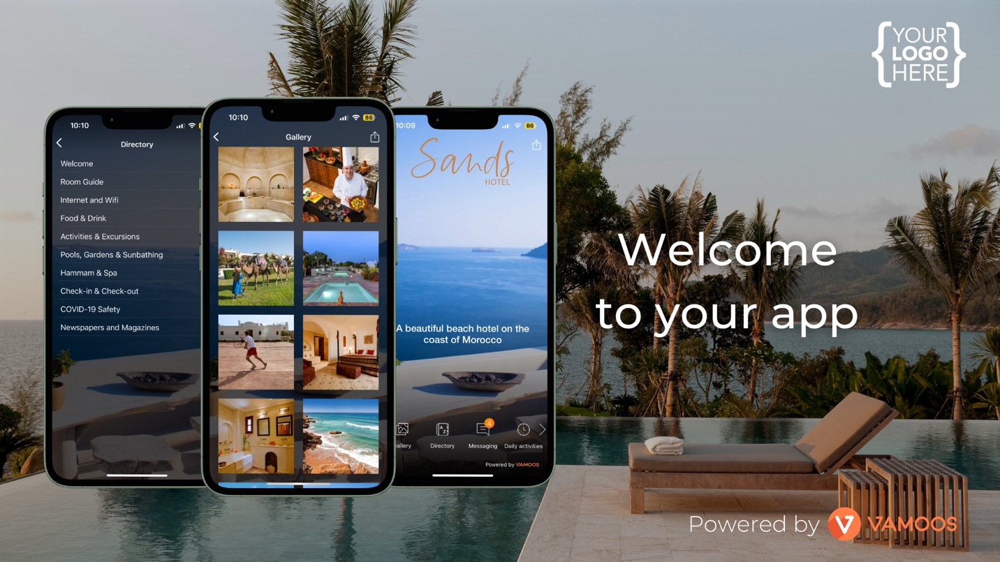 {YOUR
LOGO
HERE}
10:10
Directory
Welcome
Room Guide
Internet and Wifi
Food & Drink
Activities & Excursions
Pools, Gardens & Sunbathing
Hammam & Spa
Check-in & Check-out
COVID-19 Safety
Newspapers and Magazines
10:10
86
Gallery
10:09
86
Sands
HOTEL
A beautiful beach hotel on the
coast of Morocco
4
A
Z
allery Directory Messaging Daily activities
Powered by VAMOOS
Welcome
to your app
Powered by V VAMOOS